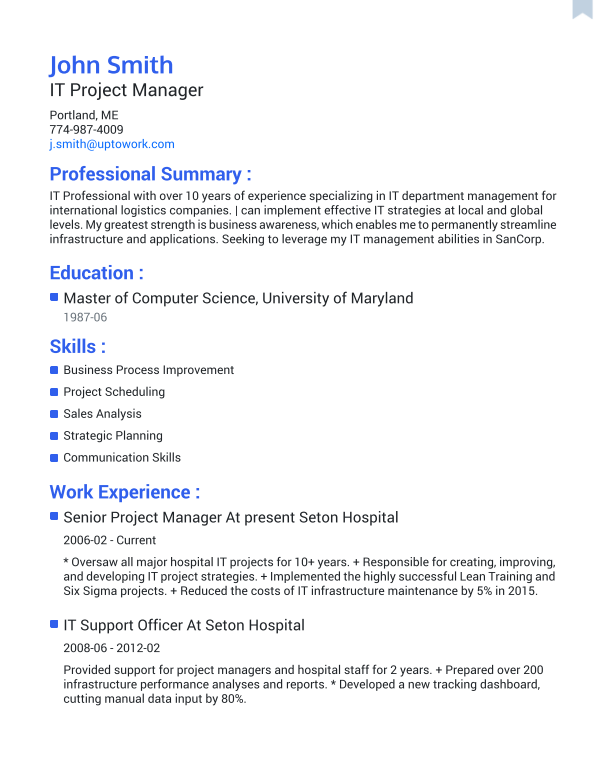 John Smith
IT Project Manager
Portland, ME
774-987-4009
j.smith@uptowork.com
Professional Summary :
IT Professional with over 10 years of experience specializing in IT department management for
international logistics companies. | can implement effective IT strategies at local and global
levels. My greatest strength is business awareness, which enables me to permanently streamline
infrastructure and applications. Seeking to leverage my IT management abilities in SanCorp.
Education :
Master of Computer Science, University of Maryland
1987-06
Skills :
Business Process Improvement
Project Scheduling
Sales Analysis
Strategic Planning
Communication Skills
Work Experience :
Senior Project Manager At present Seton Hospital
2006-02 - Current
* Oversaw all major hospital IT projects for 10+ years. + Responsible for creating, improving,
and developing IT project strategies. + Implemented the highly successful Lean Training and
Six Sigma projects. + Reduced the costs of IT infrastructure maintenance by 5% in 2015.
IT Support Officer At Seton Hospital
2008-06 - 2012-02
Provided support for project managers and hospital staff for 2 years. + Prepared over 200
infrastructure performance analyses and reports. * Developed a new tracking dashboard,
cutting manual data input by 80%.